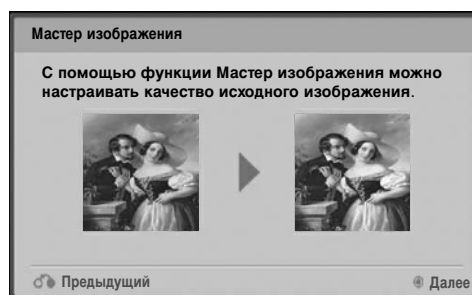 Мастер изображения
С помощью функции Мастер изображения можно
настраивать качество исходного изображения.
Предыдущий
Далее